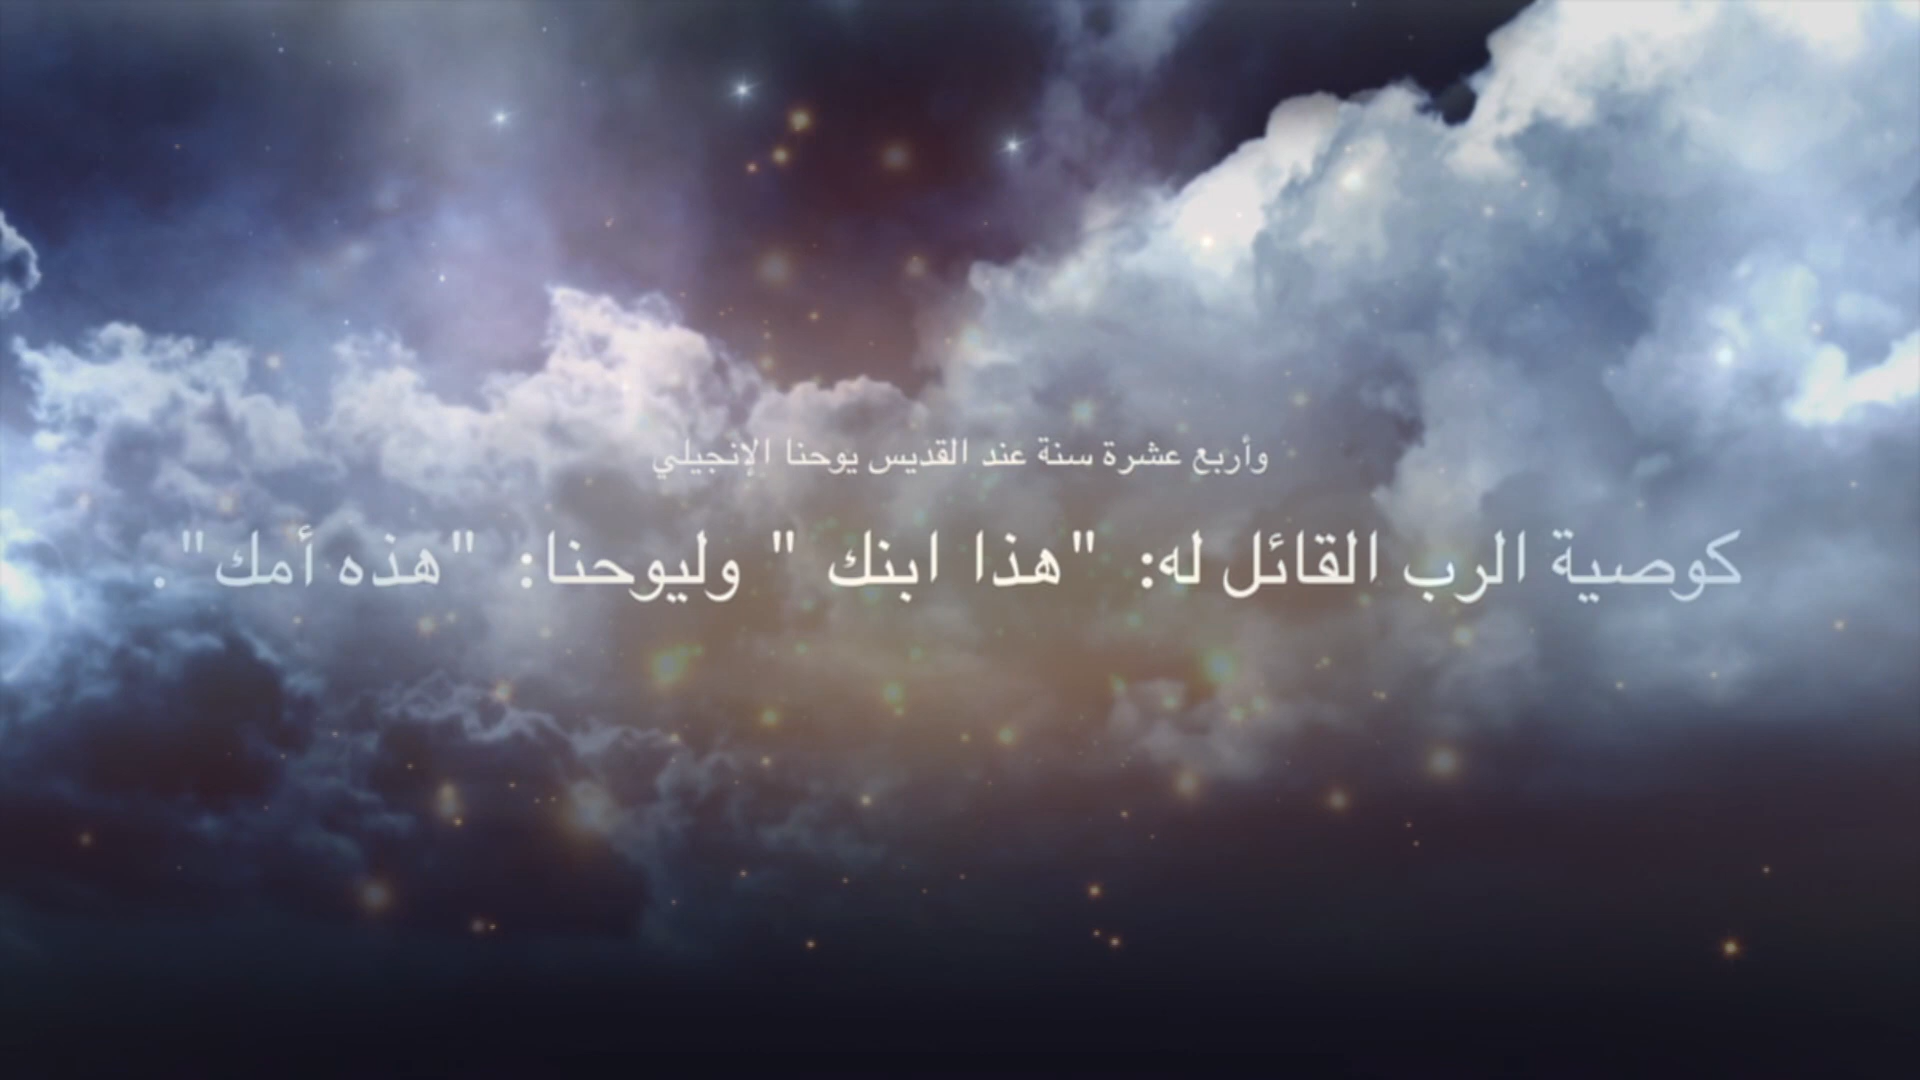 وأربع عشرة سنة عند القديس يوحنا الإنجيلي
كوصية الرب القائل له: "هذا ابنك " وليوحنا: "هذه أمك".